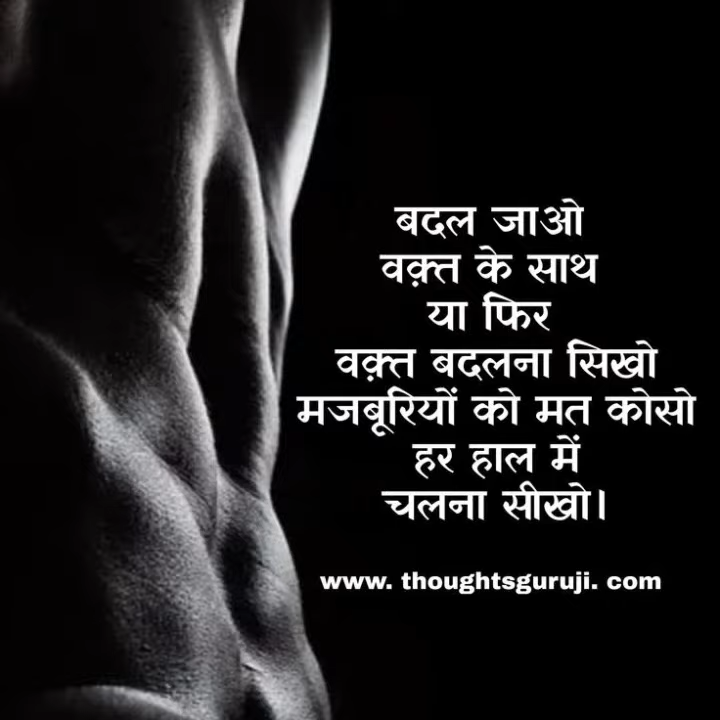 बदल जाओ
वक़्त के साथ
या फिर
वक़्त बदलना सिखो
मजबूरियों को मत कोसो
हर हाल में
चलना सीखो।
www. thoughtsguruji. com